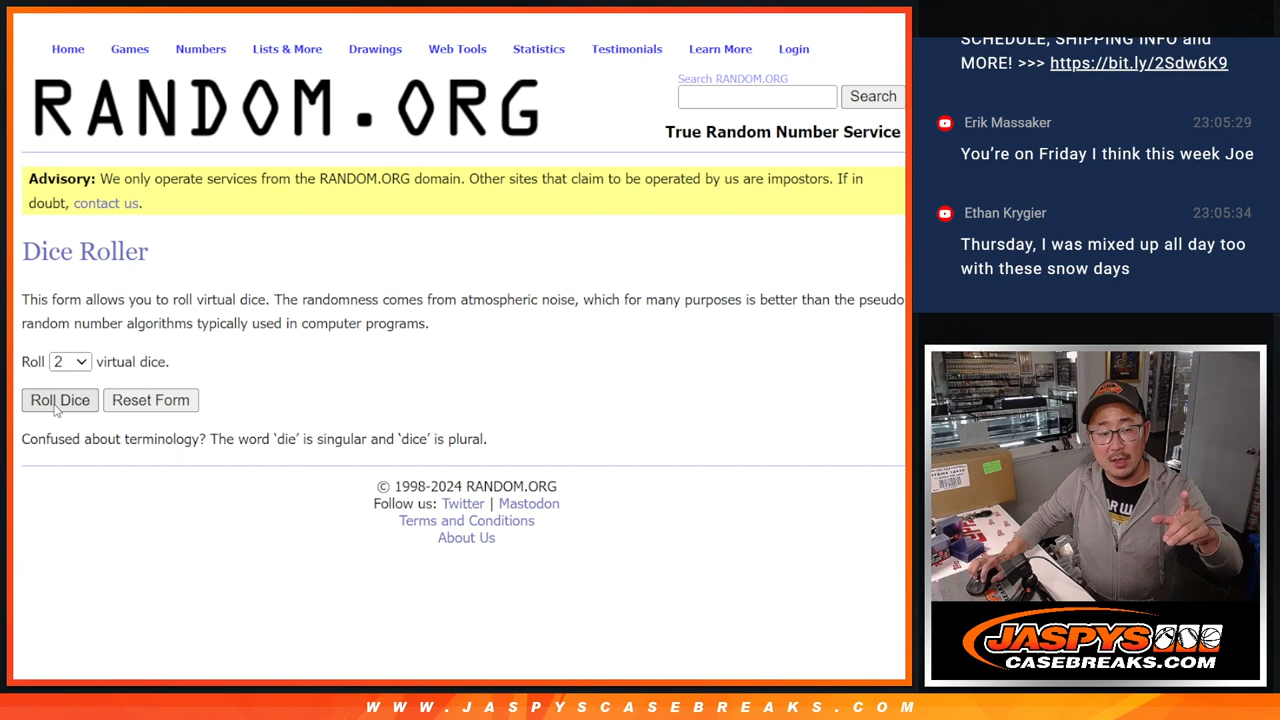 Home Games Numbers Lists & More Drawings Web Tools Statistics Testimonials Learn More Login
RANDOM.ORG
Search RANDOM.ORG
Search
True Random Number Service
Advisory: We only operate services from the RANDOM.ORG domain. Other sites that claim to be operated by us are impostors. If in
doubt, contact us.
Dice Roller
This form allows you to roll virtual dice. The randomness comes from atmospheric noise, which for many purposes is better than the pseudo
random number algorithms typically used in computer programs.
Roll 2 virtual dice.
Roll Dice Reset Form
Confused about terminology? The word ‘die’ is singular and ‘dice’ is plural.
© 1998-2024 RANDOM.ORG
Follow us: Twitter | Mastodon
Terms and Conditions
About Us
SCHEDULE, SHIPPING INFO and
MORE! >>> https://bit.ly/2Sdw6K9
Erik Massaker 23:05:29
You’re on Friday I think this week Joe
Ethan Krygier 23:05:34
Thursday, I was mixed up all day too
with these snow days
JASPYS
CASEBREAKS.COM
WWW.JASPYSCASEBREAKS.COM